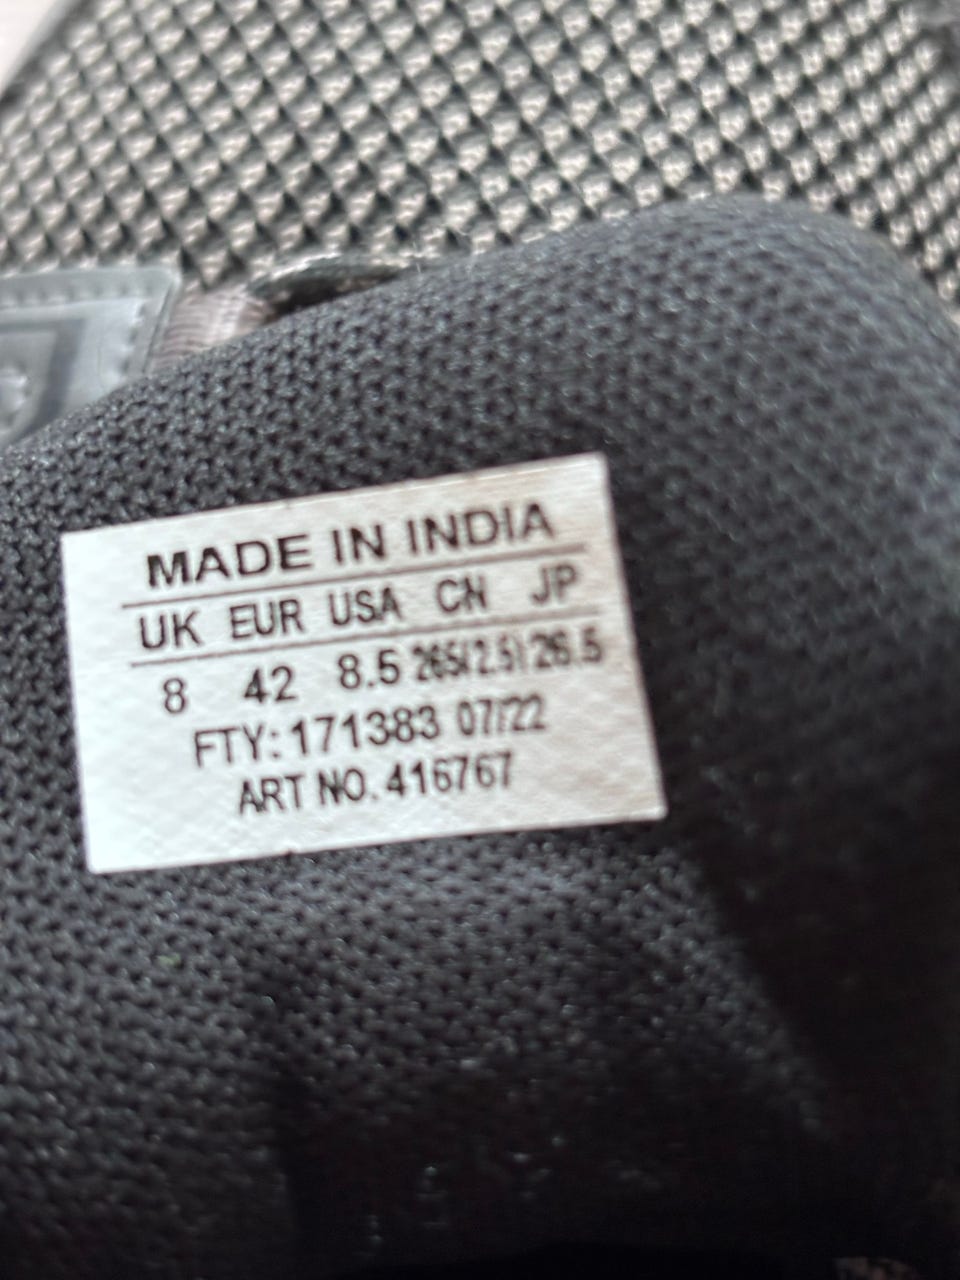 MADE IN INDIA
UK EUR USA CN JP
8 42 8.5 265(2.5) 26.5
FTY: 171383 07/22
ART NO. 416767